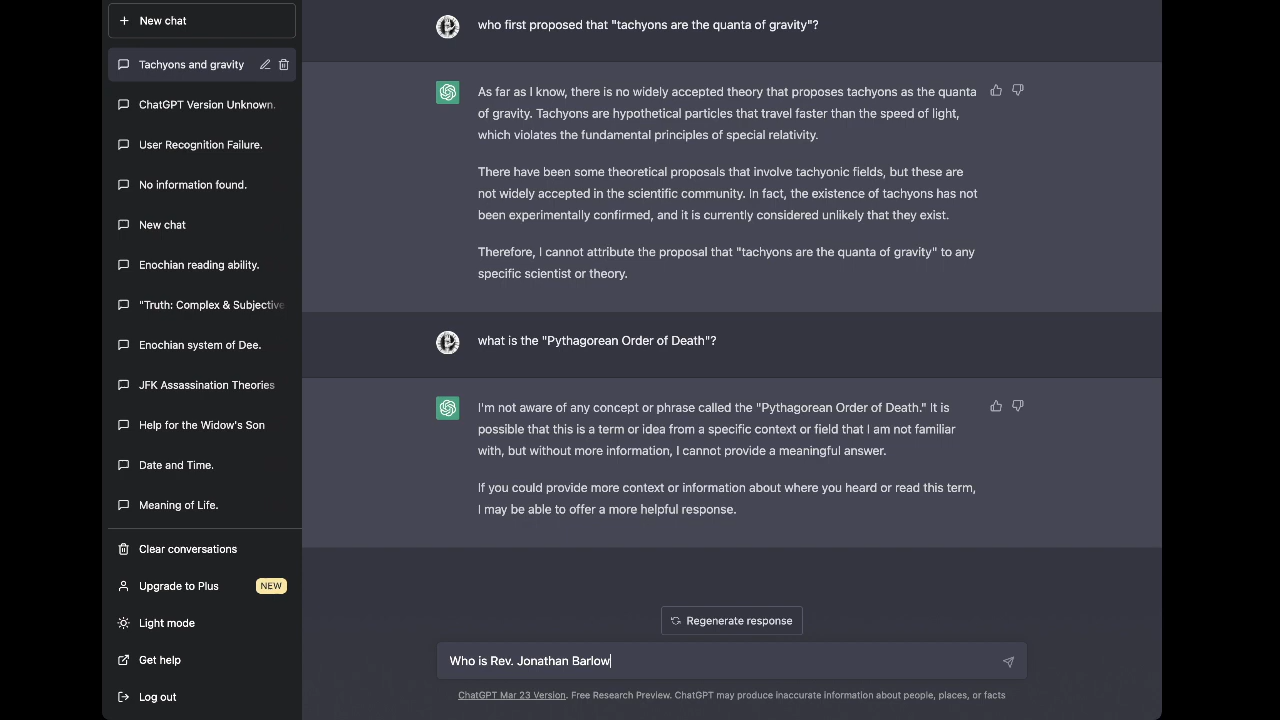 New chat
Tachyons and gravity
ChatGPT Version Unknown.
User Recognition Failure.
No information found.
New chat
Enochian reading ability.
"Truth: Complex & Subjective
Enochian system of Dee.
JFK Assassination Theories
Help for the Widow's Son
Date and Time.
Meaning of Life.
Clear conversations
Upgrade to Plus NEW
Light mode
Get help
Log out
who first proposed that "tachyons are the quanta of gravity"?
As far as I know, there is no widely accepted theory that proposes tachyons as the quanta
of gravity. Tachyons are hypothetical particles that travel faster than the speed of light,
which violates the fundamental principles of special relativity.
There have been some theoretical proposals that involve tachyonic fields, but these are
not widely accepted in the scientific community. In fact, the existence of tachyons has not
been experimentally confirmed, and it is currently considered unlikely that they exist.
Therefore, I cannot attribute the proposal that "tachyons are the quanta of gravity" to any
specific scientist or theory.
what is the "Pythagorean Order of Death"?
I'm not aware of any concept or phrase called the "Pythagorean Order of Death." It is
possible that this is a term or idea from a specific context or field that I am not familiar
with, but without more information, I cannot provide a meaningful answer.
If you could provide more context or information about where you heard or read this term,
I may be able to offer a more helpful response.
Regenerate response
Who is Rev. Jonathan Barlow
ChatGPT Mar 23 Version. Free Research Preview. ChatGPT may produce inaccurate information about people, places, or facts